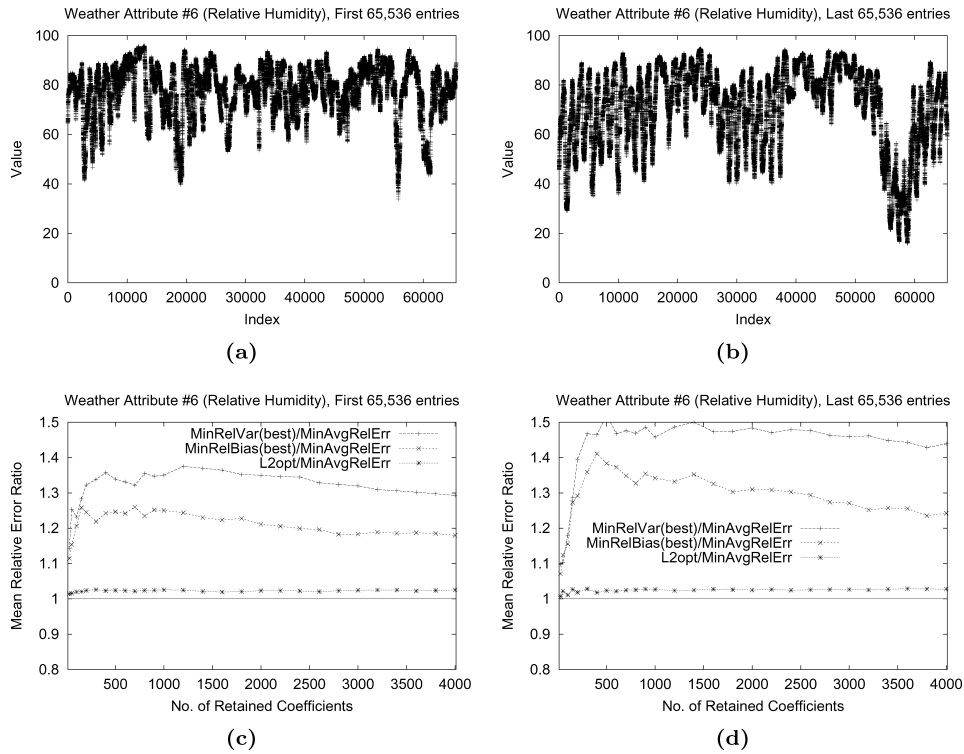 Weather Attribute #6 (Relative Humidity), First 65,536 entries
100
80
60
40
20
0
Value
0 10000 20000 30000 40000 50000 60000
Index
(a)
Weather Attribute #6 (Relative Humidity), Last 65,536 entries
100
80
60
40
20
0
Value
0 10000 20000 30000 40000 50000 60000
Index
(b)
Weather Attribute #6 (Relative Humidity), First 65,536 entries
1.5
1.4
1.3
1.2
1.1
1
0.9
0.8
Mean Relative Error Ratio
MinRelVar(best)/MinAvgRelErr
MinRelBias(best)/MinAvgRelErr
L2opt/MinAvgRelErr
500 1000 1500 2000 2500 3000 3500 4000
No. of Retained Coefficients
(c)
Weather Attribute #6 (Relative Humidity), Last 65,536 entries
1.5
1.4
1.3
1.2
1.1
1
0.9
0.8
Mean Relative Error Ratio
MinRelVar(best)/MinAvgRelErr
MinRelBias(best)/MinAvgRelErr
L2opt/MinAvgRelErr
500 1000 1500 2000 2500 3000 3500 4000
No. of Retained Coefficients
(d)